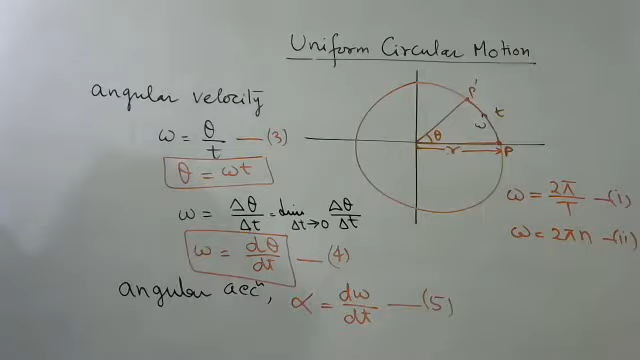 Uniform Circular Motion
angular velocity
ω = θ/t — (3)
θ = ωt
ω = Δθ/Δt = lim Δt→0 Δθ/Δt
ω = dθ/dt — (4)
angular accⁿ, α = dω/dt — (5)
P'
t
ω
θ
r
P
ω = 2π/T — (i)
ω = 2πn — (ii)